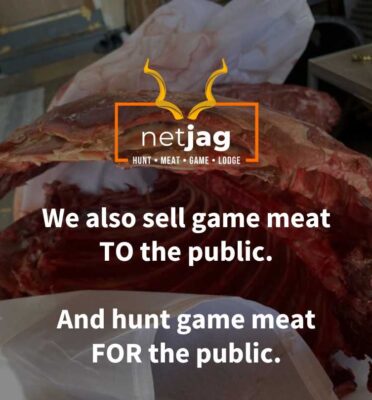 netjag
HUNT • MEAT • GAME • LODGE
We also sell game meat
TO the public.
And hunt game meat
FOR the public.